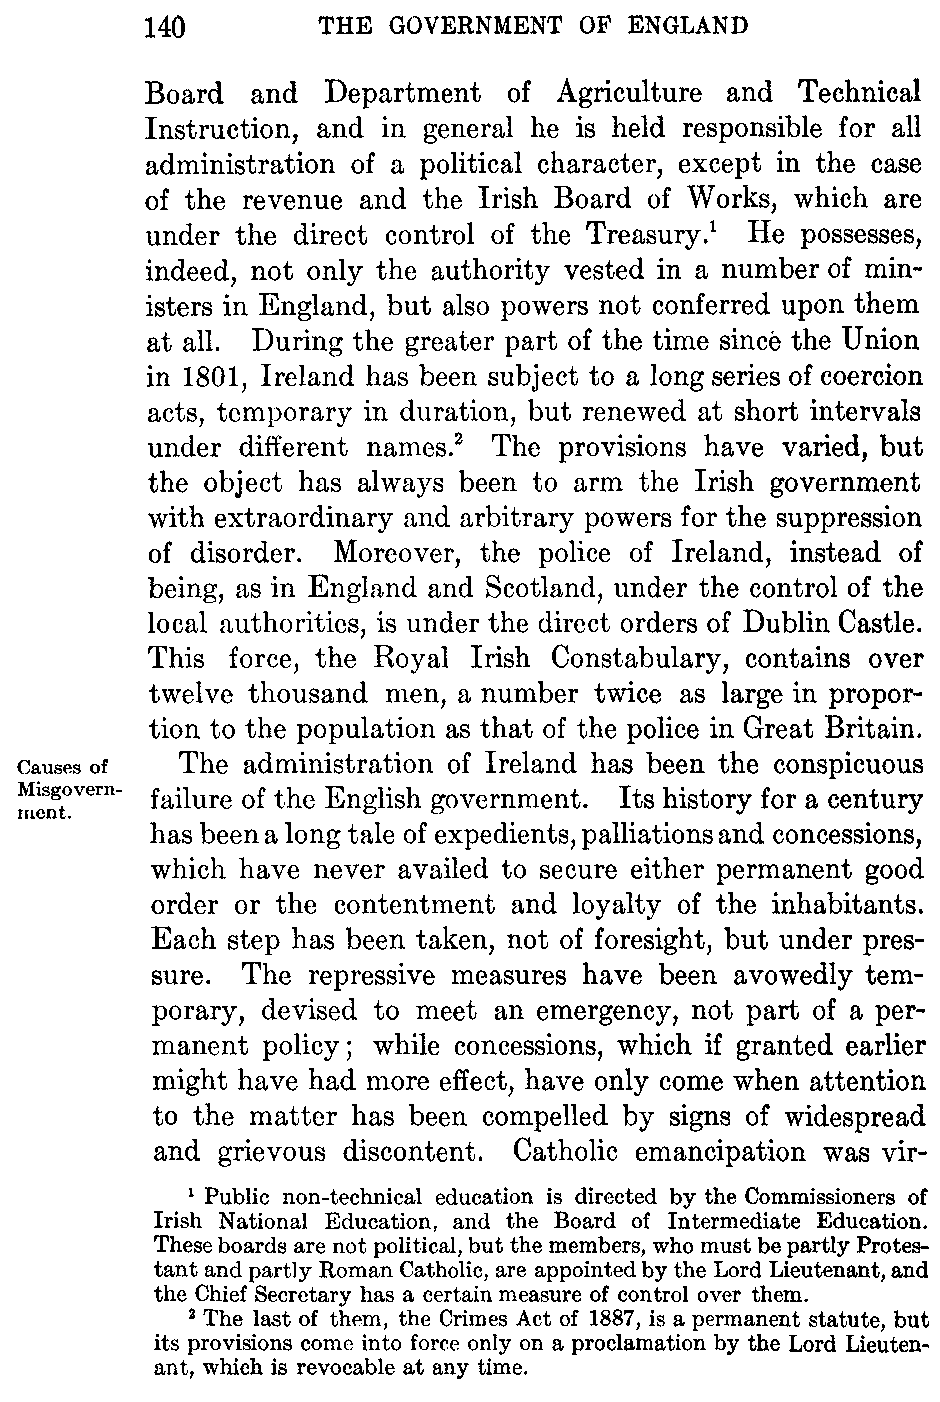 140 THE GOVERNMENT OF ENGLAND
Board and Department of Agriculture and Technical
Instruction, and in general he is held responsible for all
administration of a political character, except in the case
of the revenue and the Irish Board of Works, which are
under the direct control of the Treasury.¹ He possesses,
indeed, not only the authority vested in a number of min-
isters in England, but also powers not conferred upon them
at all. During the greater part of the time since the Union
in 1801, Ireland has been subject to a long series of coercion
acts, temporary in duration, but renewed at short intervals
under different names.² The provisions have varied, but
the object has always been to arm the Irish government
with extraordinary and arbitrary powers for the suppression
of disorder. Moreover, the police of Ireland, instead of
being, as in England and Scotland, under the control of the
local authorities, is under the direct orders of Dublin Castle.
This force, the Royal Irish Constabulary, contains over
twelve thousand men, a number twice as large in propor-
tion to the population as that of the police in Great Britain.
Causes of
Misgovern-
ment.
The administration of Ireland has been the conspicuous
failure of the English government. Its history for a century
has been a long tale of expedients, palliations and concessions,
which have never availed to secure either permanent good
order or the contentment and loyalty of the inhabitants.
Each step has been taken, not of foresight, but under pres-
sure. The repressive measures have been avowedly tem-
porary, devised to meet an emergency, not part of a per-
manent policy; while concessions, which if granted earlier
might have had more effect, have only come when attention
to the matter has been compelled by signs of widespread
and grievous discontent. Catholic emancipation was vir-
¹ Public non-technical education is directed by the Commissioners of
Irish National Education, and the Board of Intermediate Education.
These boards are not political, but the members, who must be partly Protes-
tant and partly Roman Catholic, are appointed by the Lord Lieutenant, and
the Chief Secretary has a certain measure of control over them.
² The last of them, the Crimes Act of 1887, is a permanent statute, but
its provisions come into force only on a proclamation by the Lord Lieuten-
ant, which is revocable at any time.